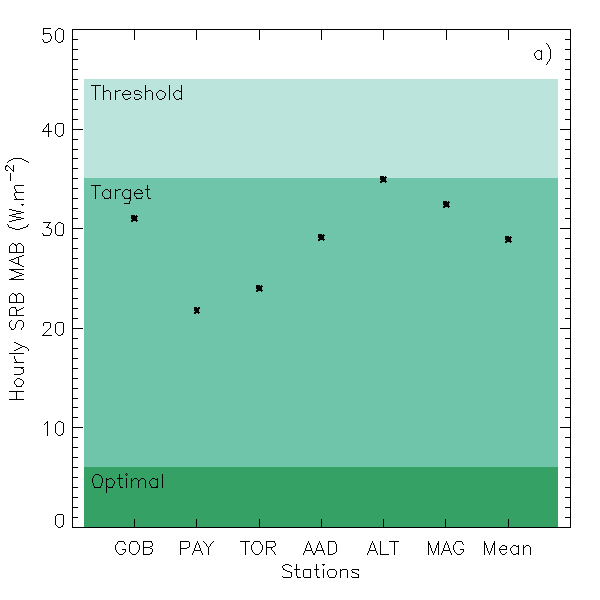 50
a)
Threshold
40
Target
30
20
10
Optimal
0
Hourly SRB MAB (W.m⁻²)
GOB PAY TOR AAD ALT MAG Mean
Stations